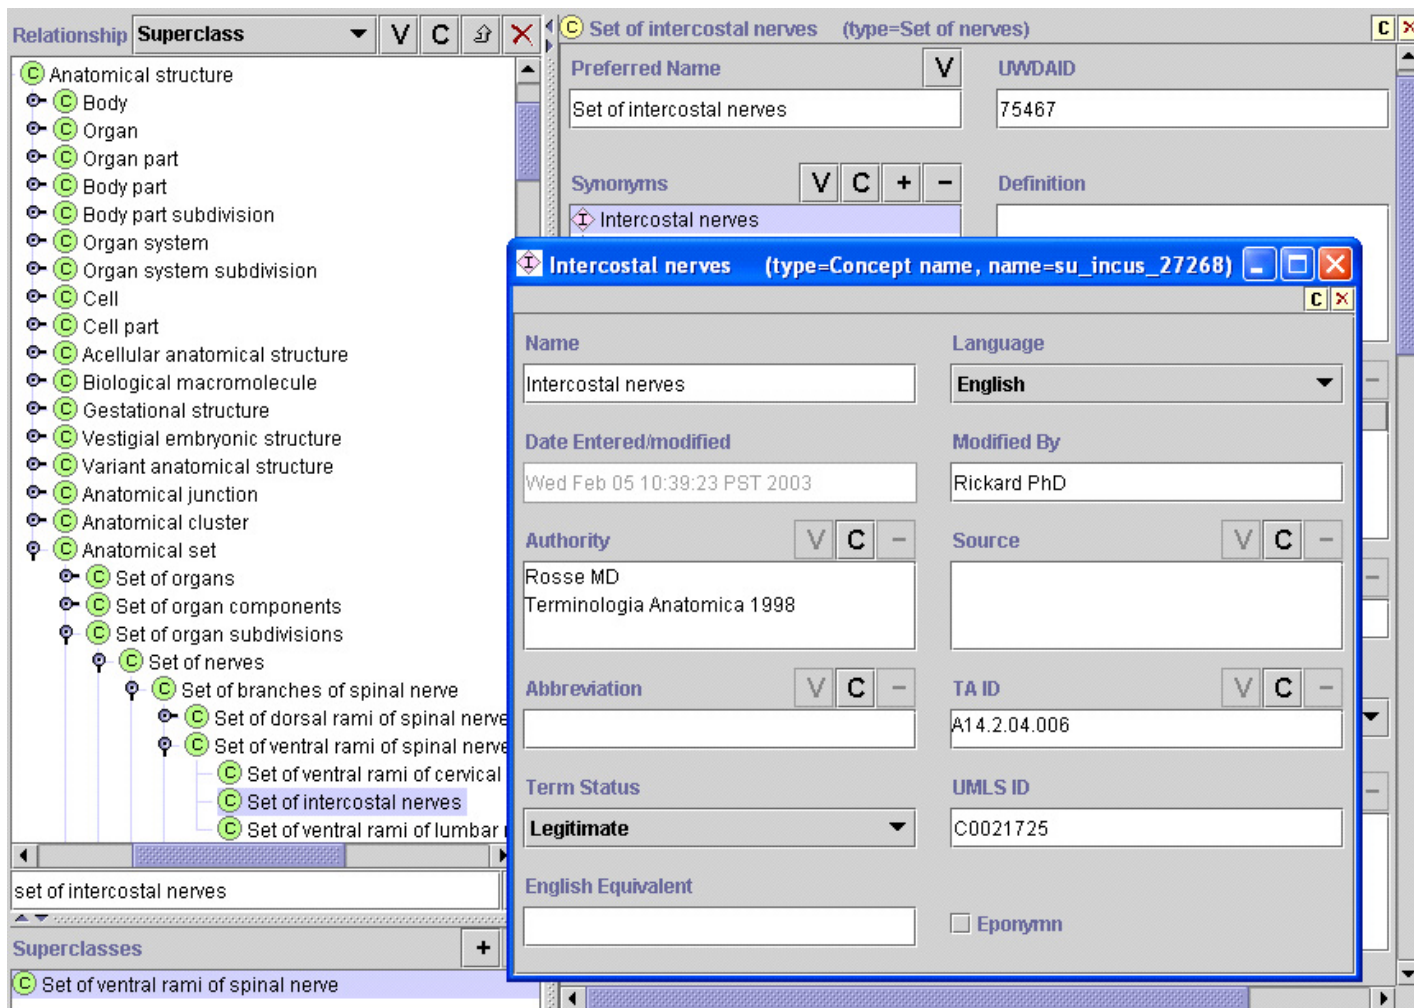 Relationship Superclass V C
C Anatomical structure
C Body
C Organ
C Organ part
C Body part
C Body part subdivision
C Organ system
C Organ system subdivision
C Cell
C Cell part
C Acellular anatomical structure
C Biological macromolecule
C Gestational structure
C Vestigial embryonic structure
C Variant anatomical structure
C Anatomical junction
C Anatomical cluster
C Anatomical set
C Set of organs
C Set of organ components
C Set of organ subdivisions
C Set of nerves
C Set of branches of spinal nerve
C Set of dorsal rami of spinal nerve
C Set of ventral rami of spinal nerve
C Set of ventral rami of cervical
C Set of intercostal nerves
C Set of ventral rami of lumbar
set of intercostal nerves
Superclasses +
C Set of ventral rami of spinal nerve
C Set of intercostal nerves (type=Set of nerves) C
Preferred Name V UWDAID
Set of intercostal nerves 75467
Synonyms V C + − Definition
I Intercostal nerves
I Intercostal nerves (type=Concept name, name=su_incus_27268)
C
Name Language
Intercostal nerves English
Date Entered/modified Modified By
Wed Feb 05 10:39:23 PST 2003 Rickard PhD
Authority V C − Source V C −
Rosse MD
Terminologia Anatomica 1998
Abbreviation V C − TA ID V C −
A14.2.04.006
Term Status UMLS ID
Legitimate C0021725
English Equivalent
Eponymn